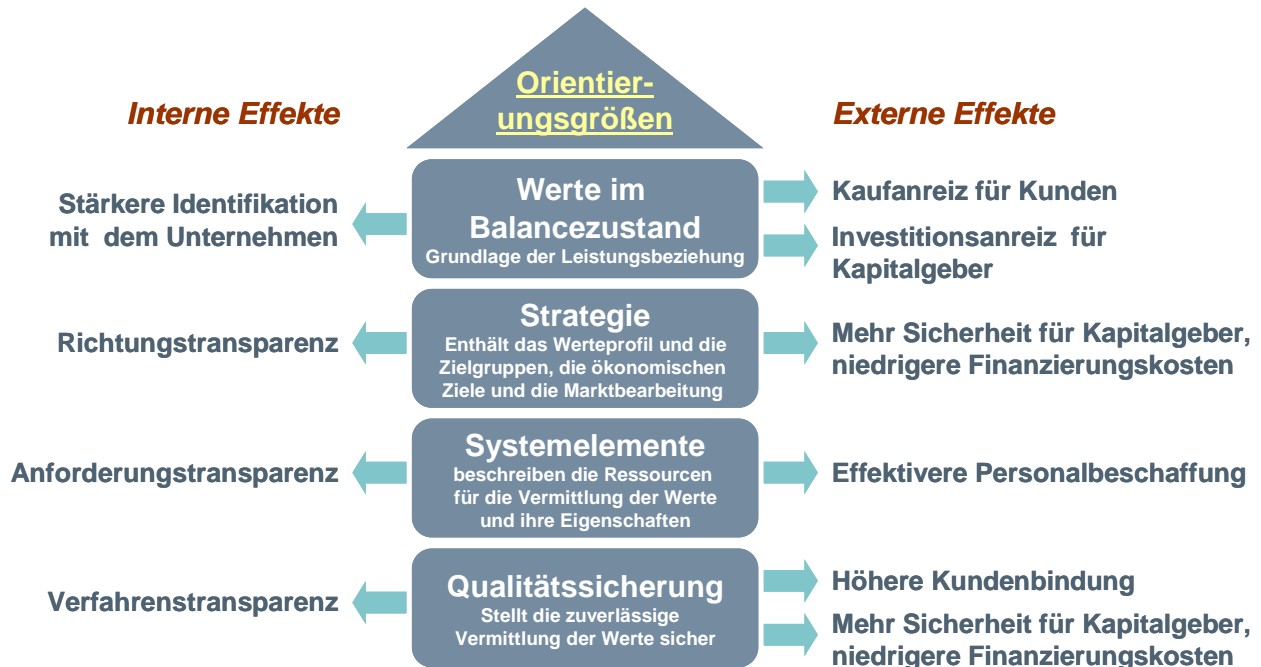 Orientier-
ungsgrößen
Interne Effekte
Externe Effekte
Stärkere Identifikation
mit dem Unternehmen
Werte im
Balancezustand
Grundlage der Leistungsbeziehung
Kaufanreiz für Kunden
Investitionsanreiz für
Kapitalgeber
Richtungstransparenz
Strategie
Enthält das Werteprofil und die
Zielgruppen, die ökonomischen
Ziele und die Marktbearbeitung
Mehr Sicherheit für Kapitalgeber,
niedrigere Finanzierungskosten
Anforderungstransparenz
Systemelemente
beschreiben die Ressourcen
für die Vermittlung der Werte
und ihre Eigenschaften
Effektivere Personalbeschaffung
Verfahrenstransparenz
Qualitätssicherung
Stellt die zuverlässige
Vermittlung der Werte sicher
Höhere Kundenbindung
Mehr Sicherheit für Kapitalgeber,
niedrigere Finanzierungskosten